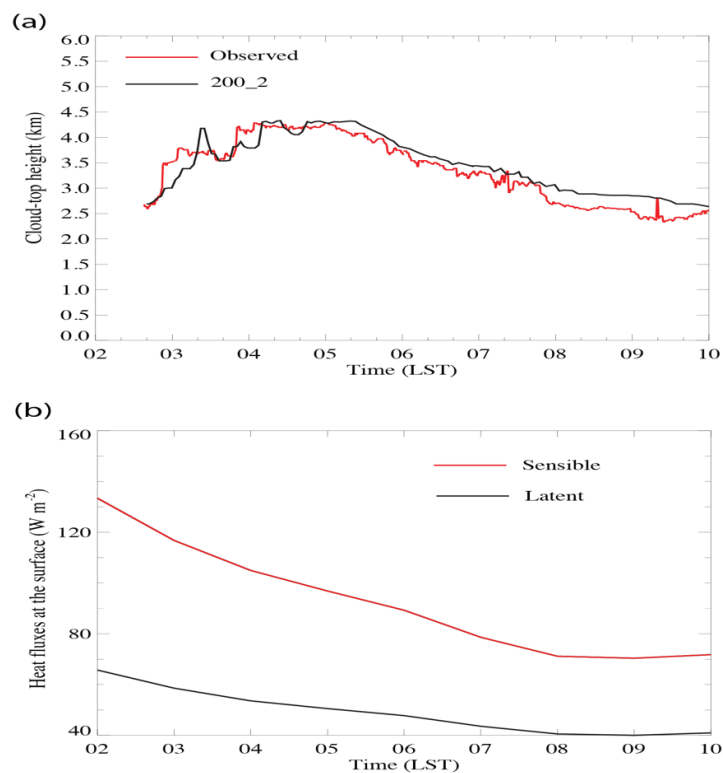 (a)
6.0
5.5
5.0
4.5
4.0
3.5
3.0
2.5
2.0
1.5
1.0
0.5
0.0
Cloud-top height (km)
Observed
200_2
02 03 04 05 06 07 08 09 10
Time (LST)
(b)
160
120
80
40
Heat fluxes at the surface (W m⁻²)
Sensible
Latent
02 03 04 05 06 07 08 09 10
Time (LST)